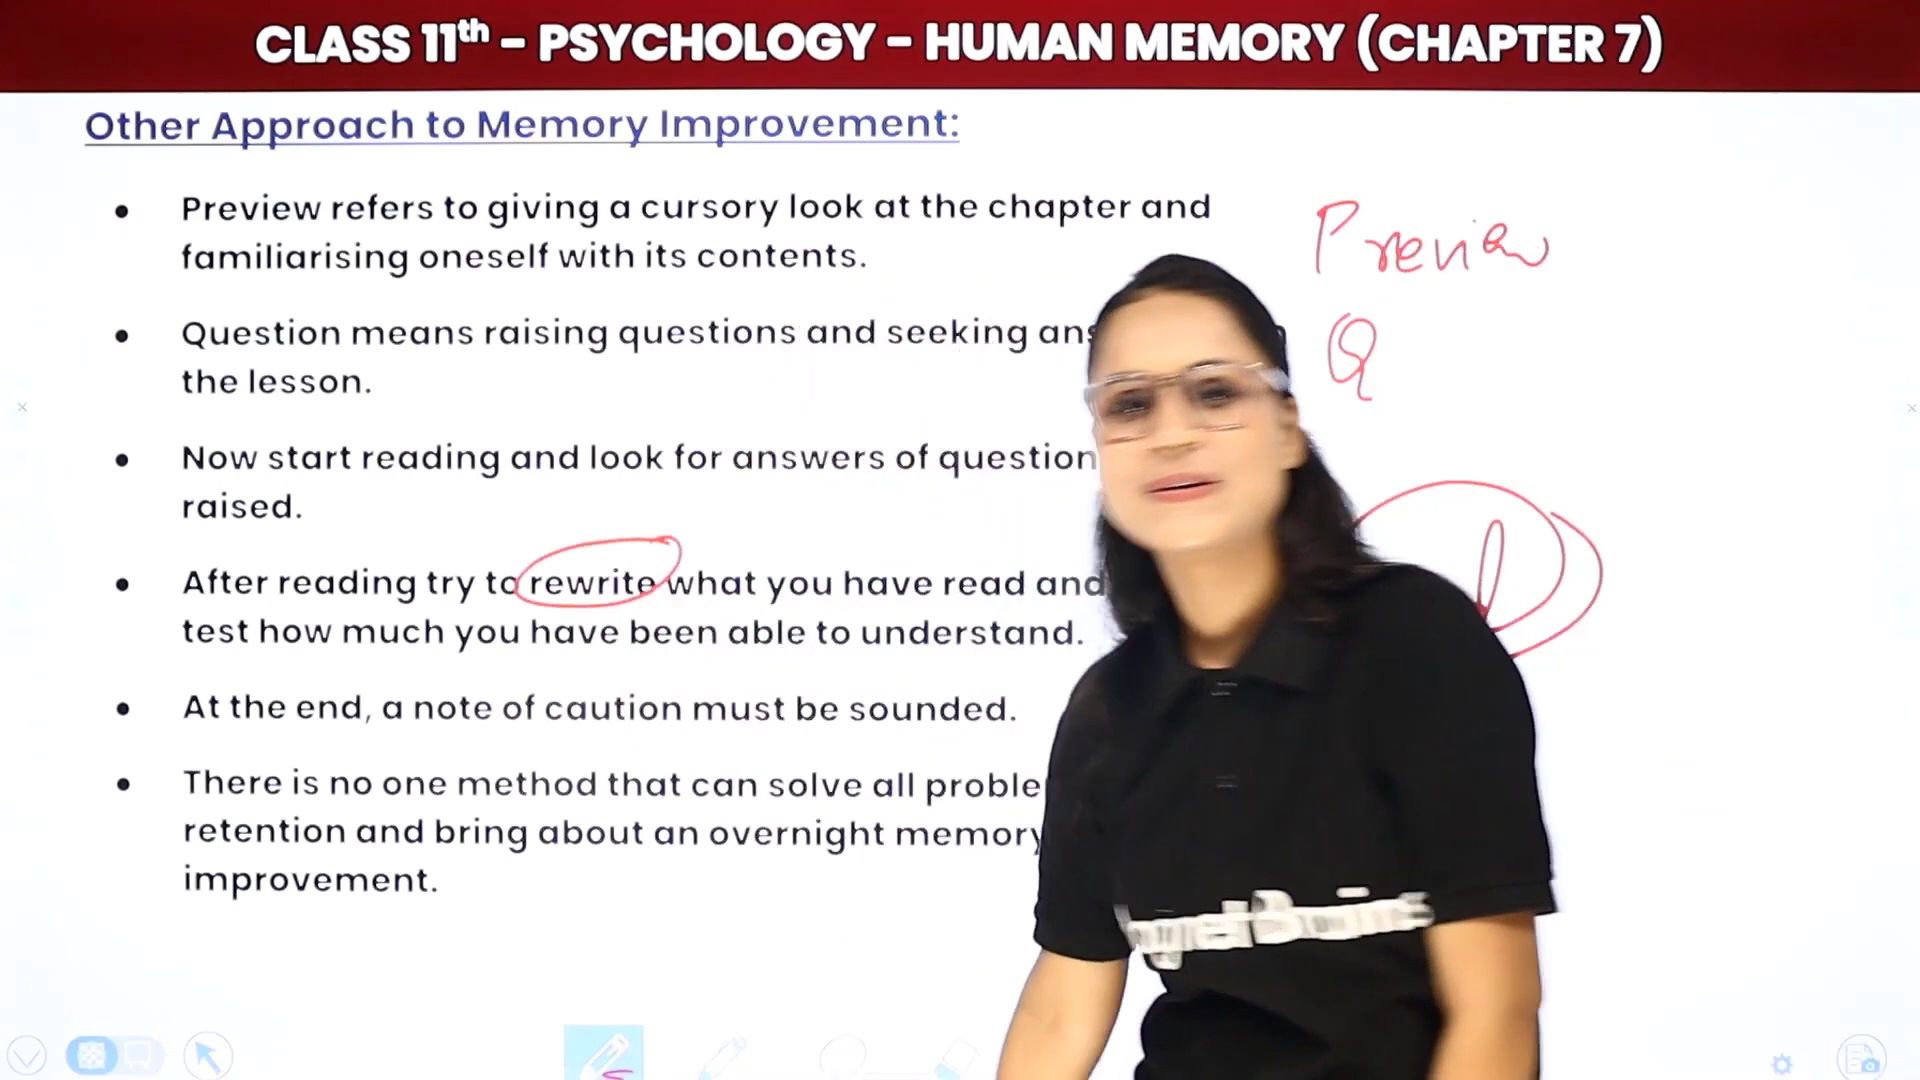 CLASS 11th – PSYCHOLOGY – HUMAN MEMORY (CHAPTER 7)
Other Approach to Memory Improvement:
• Preview refers to giving a cursory look at the chapter and
familiarising oneself with its contents.
• Question means raising questions and seeking
the lesson.
• Now start reading and look for answers of question
raised.
• After reading try to rewrite what you have read and
test how much you have been able to understand.
• At the end, a note of caution must be sounded.
• There is no one method that can solve all
retention and bring about an overnight memory
improvement.
Preview
Q